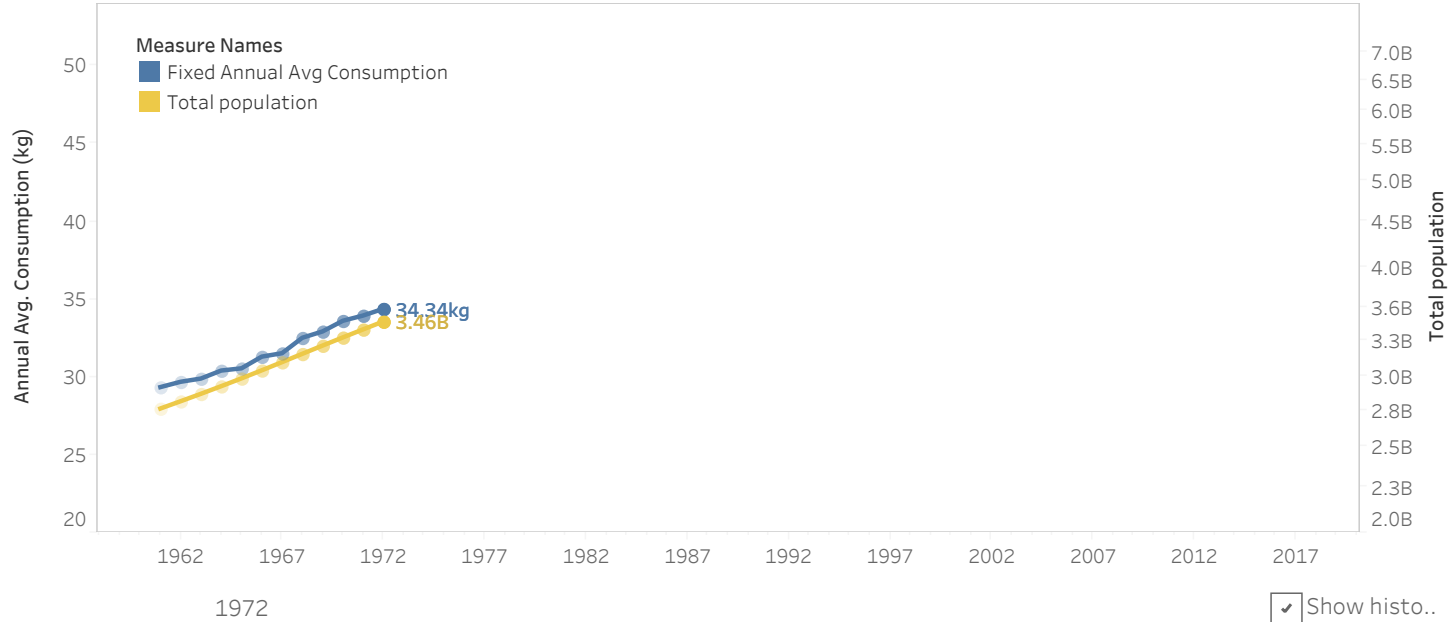 Measure Names
Fixed Annual Avg Consumption
Total population
Annual Avg. Consumption (kg)
50
45
40
35
30
25
20
34.34kg
3.46B
7.0B
6.5B
6.0B
5.5B
5.0B
4.5B
4.0B
3.6B
3.3B
3.0B
2.8B
2.5B
2.3B
2.0B
Total population
1962 1967 1972 1977 1982 1987 1992 1997 2002 2007 2012 2017
1972
Show histo..